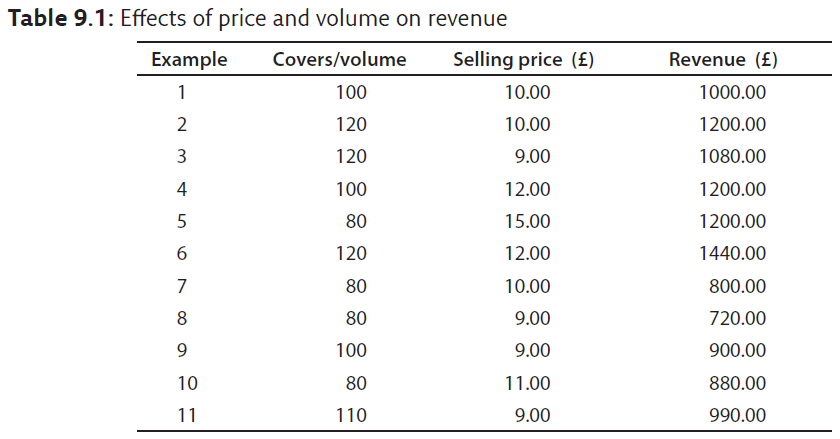 Table 9.1: Effects of price and volume on revenue
Example Covers/volume Selling price (£) Revenue (£)
1 100 10.00 1000.00
2 120 10.00 1200.00
3 120 9.00 1080.00
4 100 12.00 1200.00
5 80 15.00 1200.00
6 120 12.00 1440.00
7 80 10.00 800.00
8 80 9.00 720.00
9 100 9.00 900.00
10 80 11.00 880.00
11 110 9.00 990.00